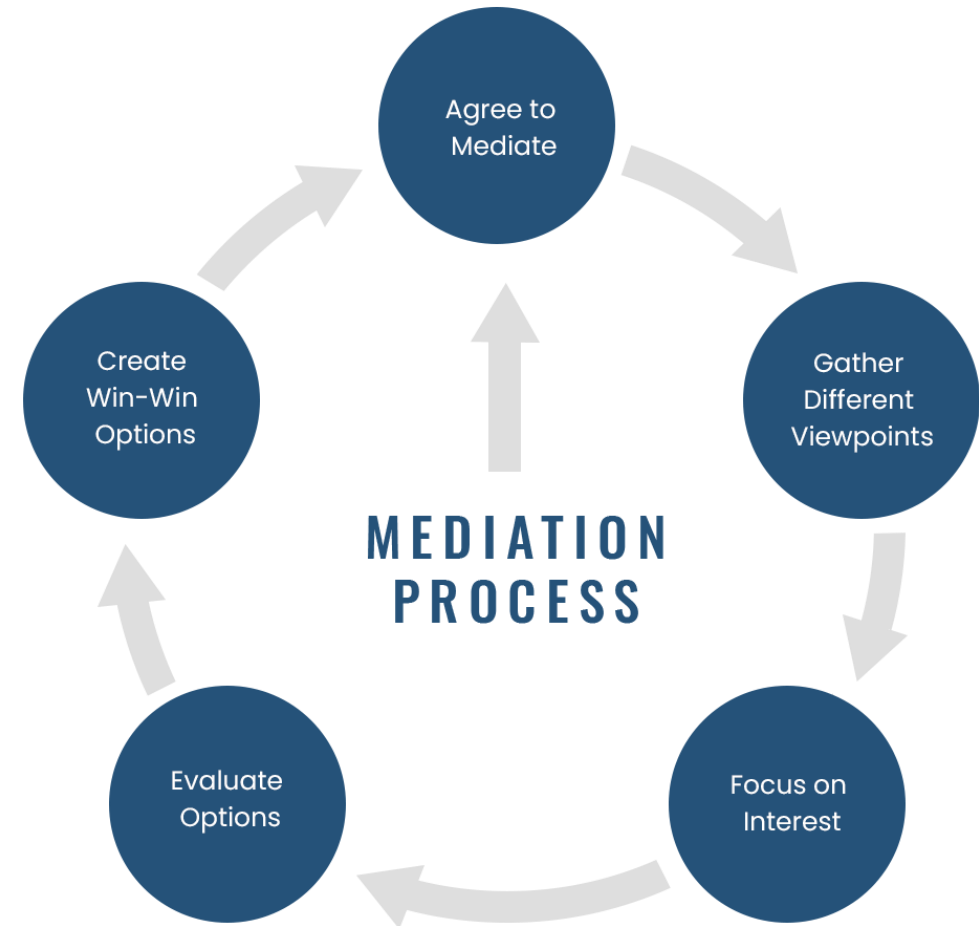 Agree to
Mediate
Gather
Different
Viewpoints
Focus on
Interest
Evaluate
Options
Create
Win-Win
Options
MEDIATION
PROCESS